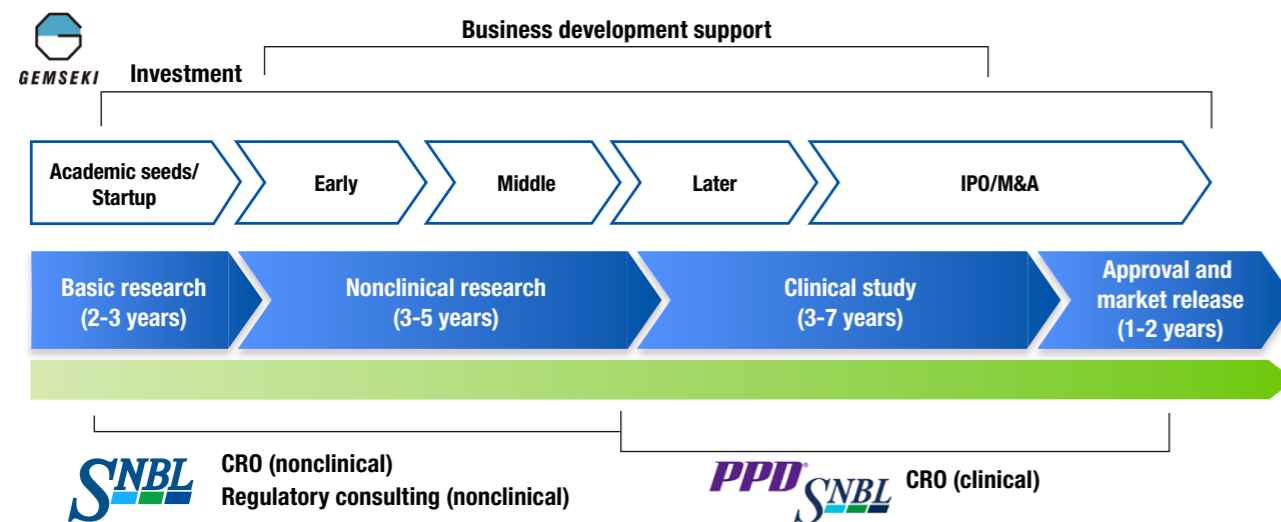 Business development support
GEMSEKI
Investment
Academic seeds/
Startup
Early
Middle
Later
IPO/M&A
Basic research
(2-3 years)
Nonclinical research
(3-5 years)
Clinical study
(3-7 years)
Approval and
market release
(1-2 years)
SNBL
CRO (nonclinical)
Regulatory consulting (nonclinical)
PPD®
SNBL
CRO (clinical)